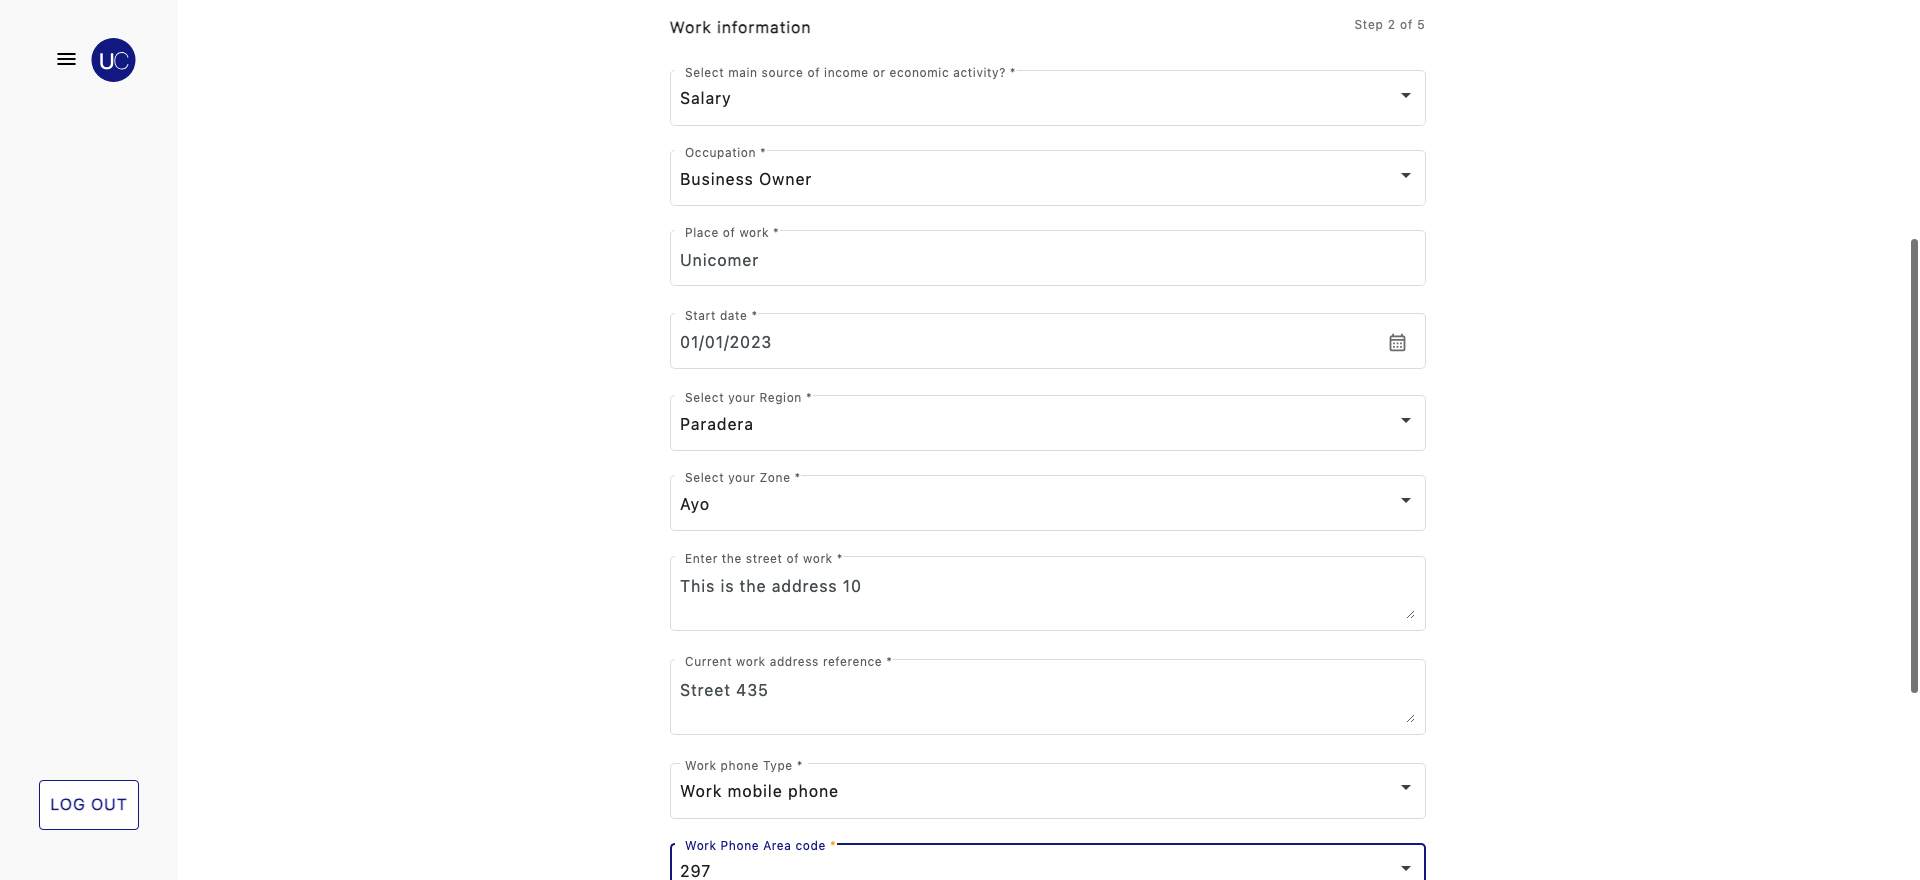 UC
Work information
Step 2 of 5
Select main source of income or economic activity? *
Salary
Occupation *
Business Owner
Place of work *
Unicomer
Start date *
01/01/2023
Select your Region *
Paradera
Select your Zone *
Ayo
Enter the street of work *
This is the address 10
Current work address reference *
Street 435
Work phone Type *
Work mobile phone
Work Phone Area code *
297
LOG OUT